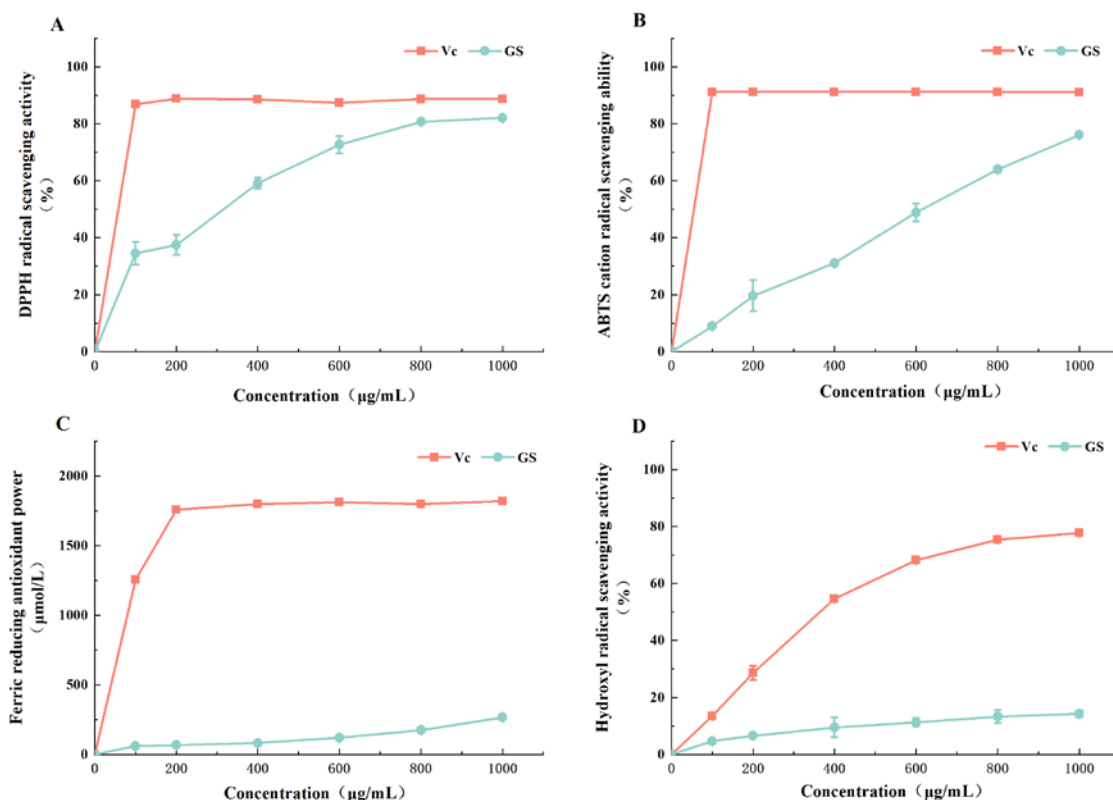 A
Vc GS
DPPH radical scavenging activity
（%）
100
80
60
40
20
0
0 200 400 600 800 1000
Concentration（μg/mL）
B
Vc GS
ABTS cation radical scavenging ability
（%）
100
80
60
40
20
0
0 200 400 600 800 1000
Concentration（μg/mL）
C
Vc GS
Ferric reducing antioxidant power
（μmol/L）
2000
1500
1000
500
0
0 200 400 600 800 1000
Concentration（μg/mL）
D
Vc GS
Hydroxyl radical scavenging activity
（%）
100
80
60
40
20
0
0 200 400 600 800 1000
Concentration（μg/mL）